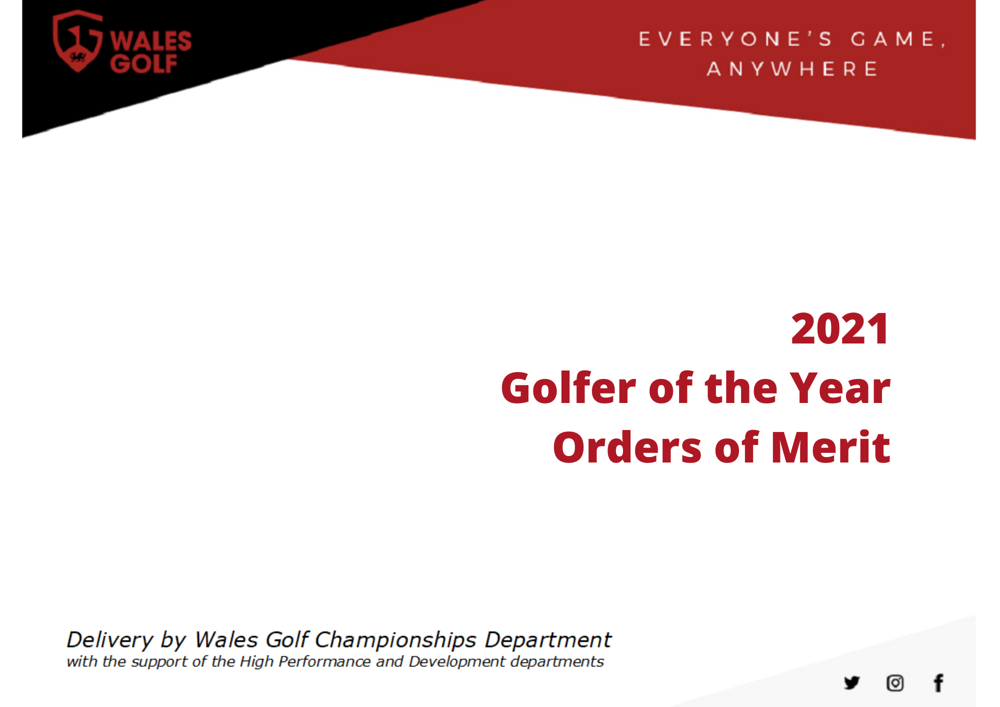 WALES
GOLF
EVERYONE'S GAME,
ANYWHERE
2021
Golfer of the Year
Orders of Merit
Delivery by Wales Golf Championships Department
with the support of the High Performance and Development departments